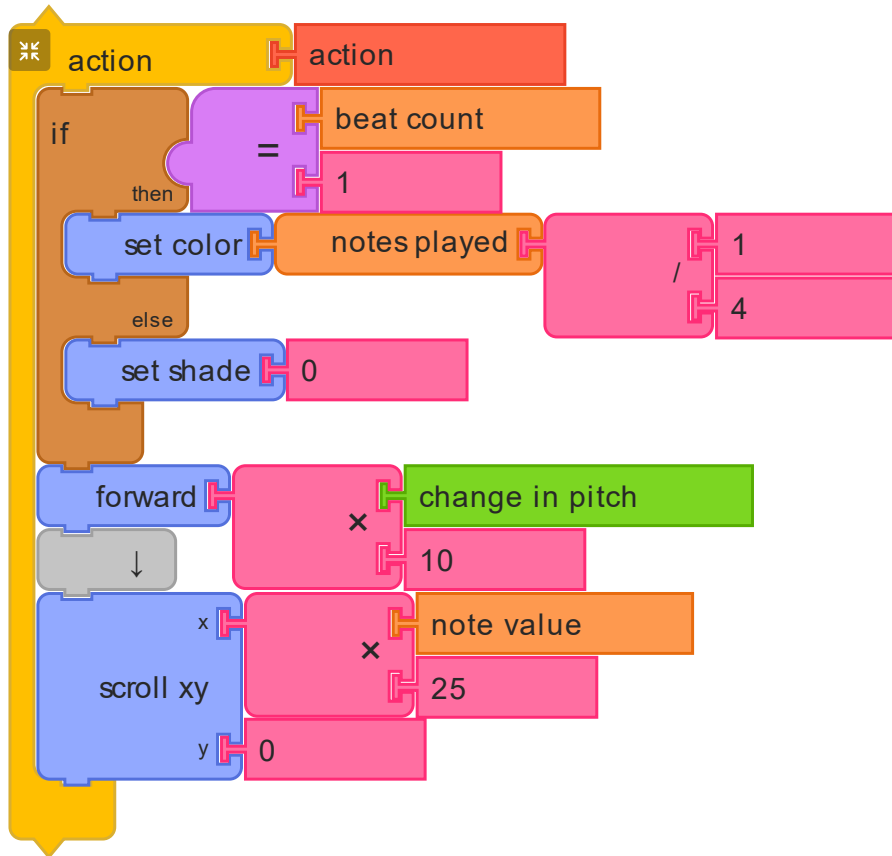 action action
if
= beat count
1
then
set color notes played / 1
4
else
set shade 0
forward × change in pitch
10
↓
scroll xy
x × note value
25
y 0